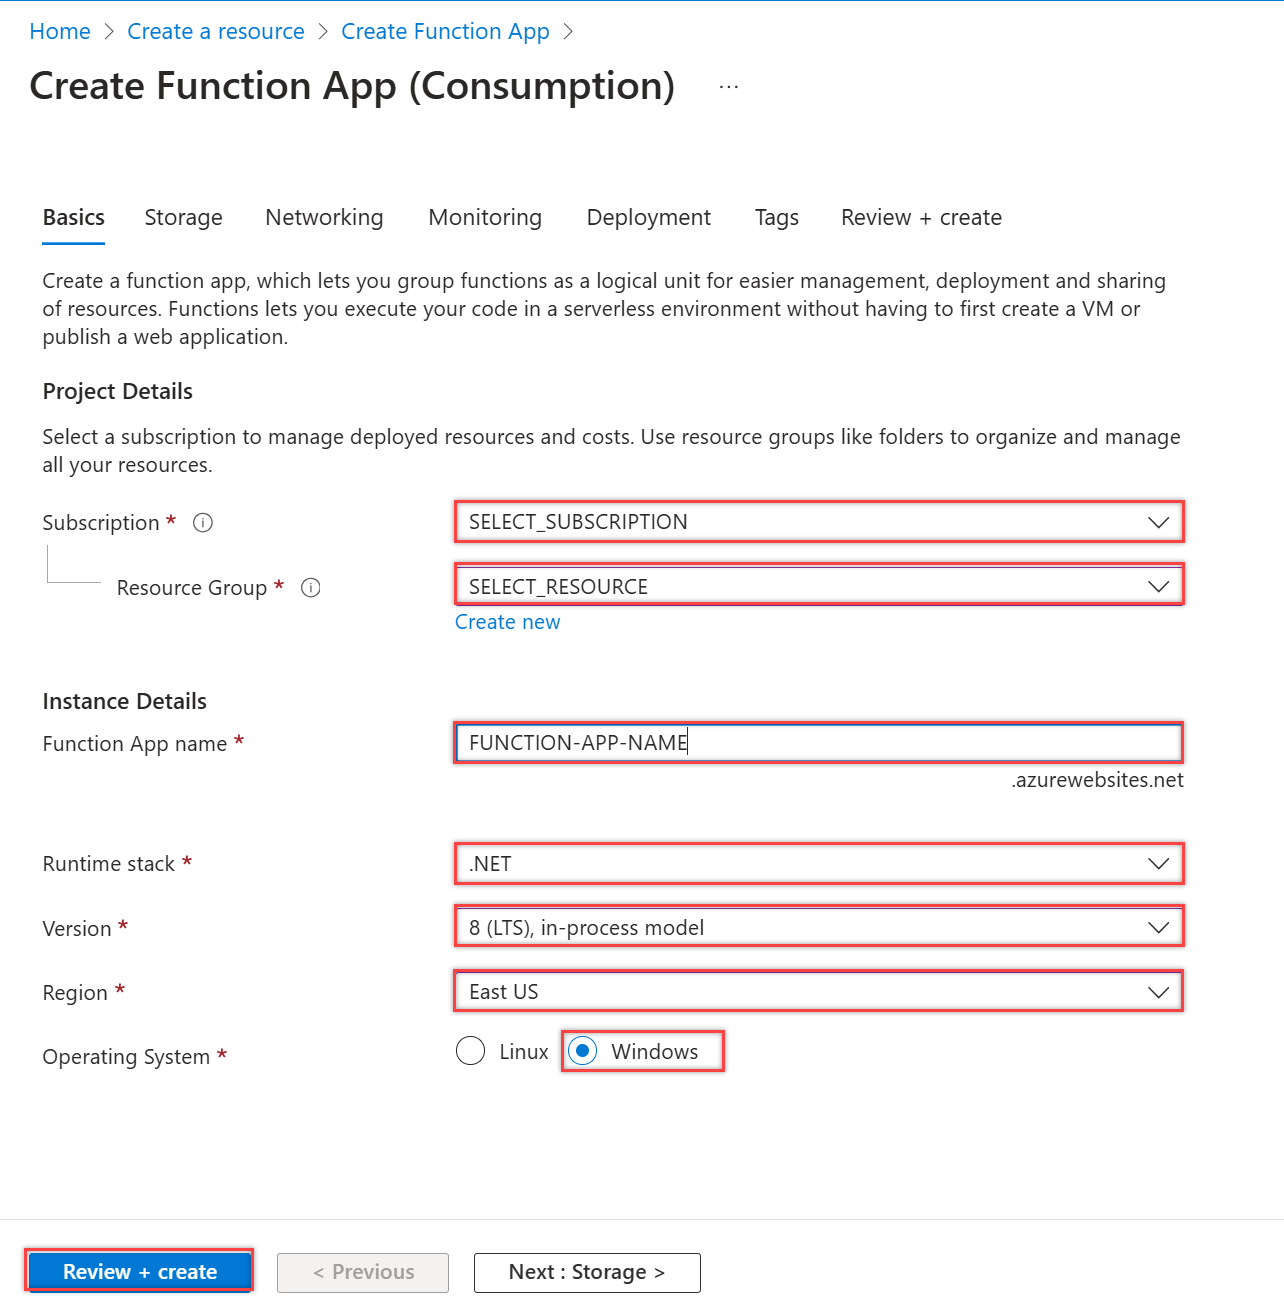 Home > Create a resource > Create Function App >
Create Function App (Consumption) ...
Basics Storage Networking Monitoring Deployment Tags Review + create
Create a function app, which lets you group functions as a logical unit for easier management, deployment and sharing
of resources. Functions lets you execute your code in a serverless environment without having to first create a VM or
publish a web application.
Project Details
Select a subscription to manage deployed resources and costs. Use resource groups like folders to organize and manage
all your resources.
Subscription * SELECT_SUBSCRIPTION
Resource Group * SELECT_RESOURCE
Create new
Instance Details
Function App name * FUNCTION-APP-NAME
.azurewebsites.net
Runtime stack * .NET
Version * 8 (LTS), in-process model
Region * East US
Operating System * Linux Windows
Review + create < Previous Next : Storage >